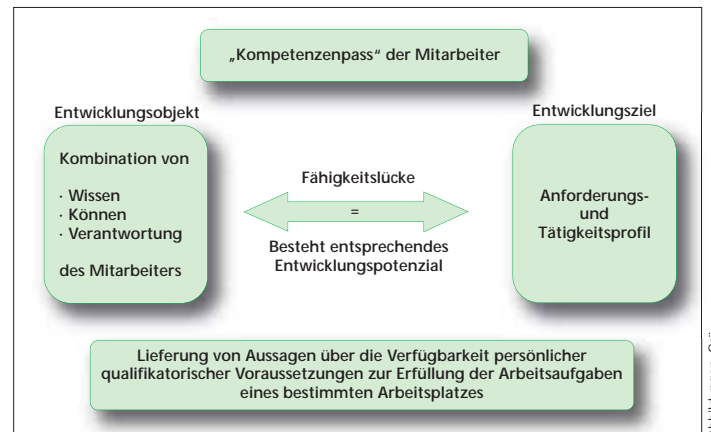 „Kompetenzenpass“ der Mitarbeiter
Entwicklungsobjekt
Kombination von
· Wissen
· Können
· Verantwortung
des Mitarbeiters
Fähigkeitslücke
=
Besteht entsprechendes
Entwicklungspotenzial
Entwicklungsziel
Anforderungs-
und
Tätigkeitsprofil
Lieferung von Aussagen über die Verfügbarkeit persönlicher
qualifikatorischer Voraussetzungen zur Erfüllung der Arbeitsaufgaben
eines bestimmten Arbeitsplatzes